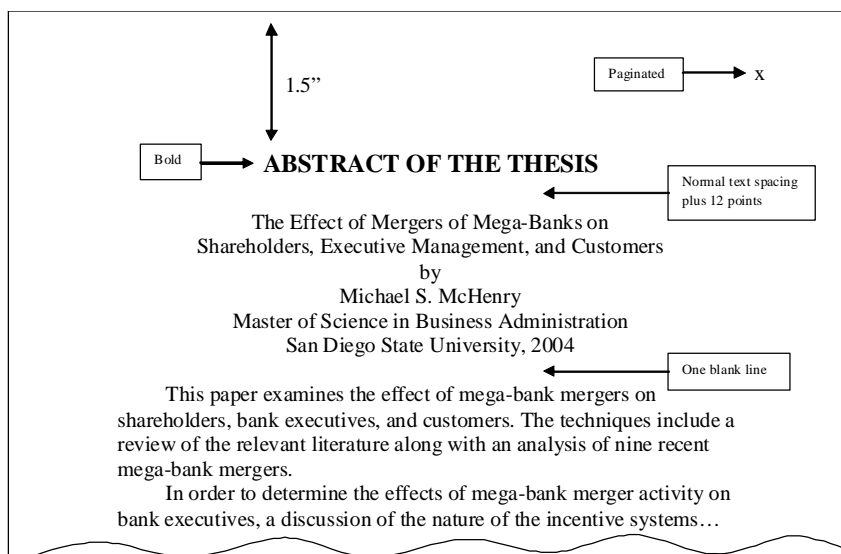 1.5”
Paginated
x
Bold
ABSTRACT OF THE THESIS
Normal text spacing
plus 12 points
The Effect of Mergers of Mega-Banks on
Shareholders, Executive Management, and Customers
by
Michael S. McHenry
Master of Science in Business Administration
San Diego State University, 2004
One blank line
This paper examines the effect of mega-bank mergers on
shareholders, bank executives, and customers. The techniques include a
review of the relevant literature along with an analysis of nine recent
mega-bank mergers.
In order to determine the effects of mega-bank merger activity on
bank executives, a discussion of the nature of the incentive systems…